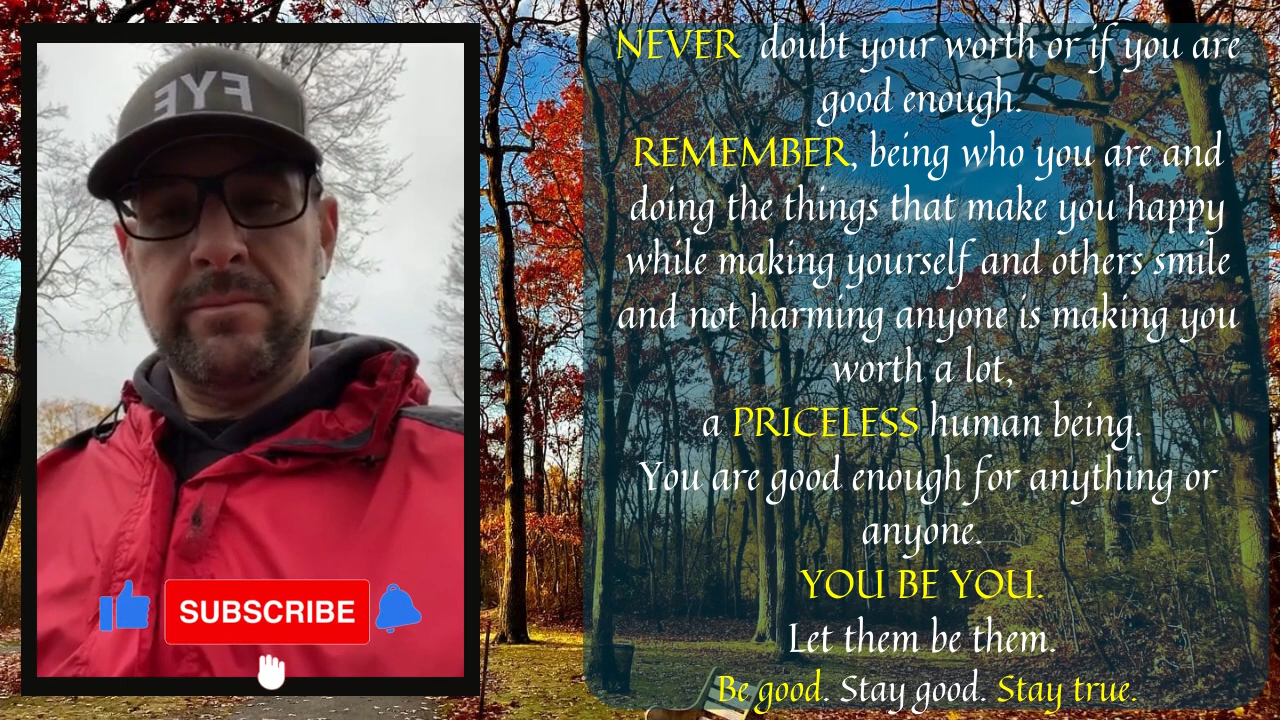 FYE
SUBSCRIBE
NEVER doubt your worth or if you are
good enough.
REMEMBER, being who you are and
doing the things that make you happy
while making yourself and others smile
and not harming anyone is making you
worth a lot,
a PRICELESS human being.
You are good enough for anything or
anyone.
YOU BE YOU.
Let them be them.
Be good. Stay good. Stay true.